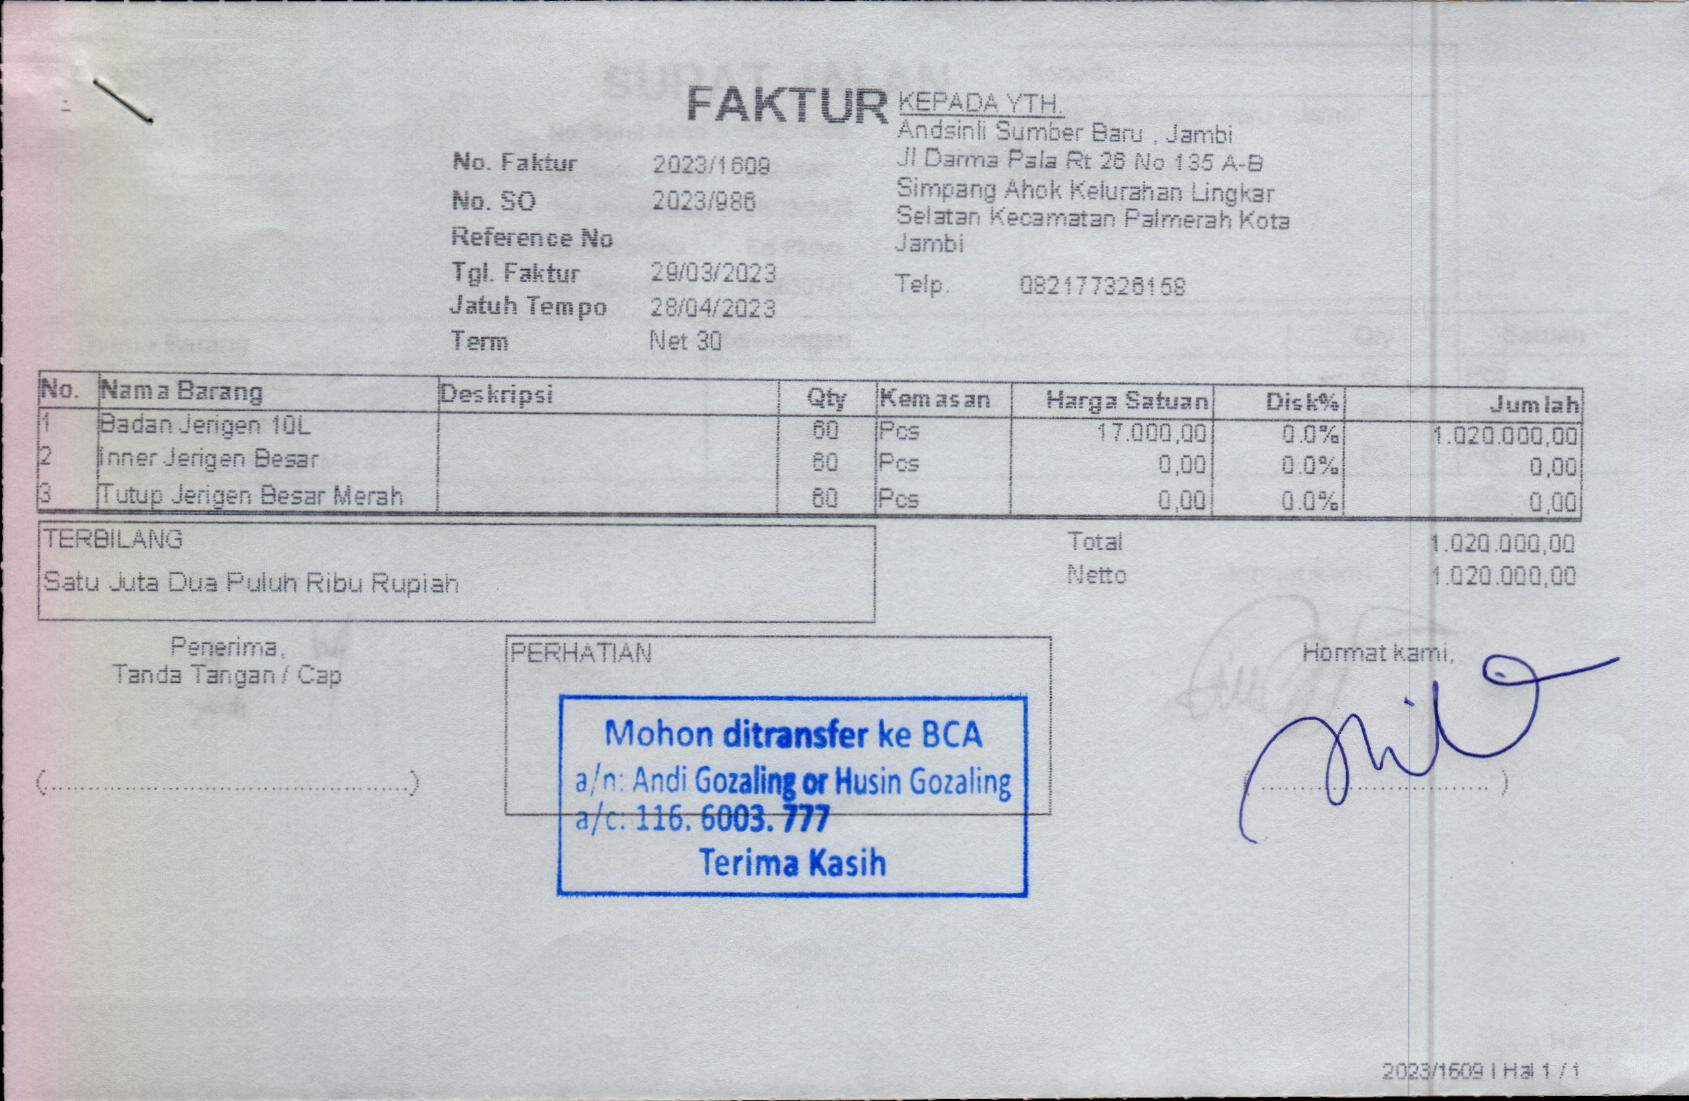 FAKTUR
KEPADA YTH.
Andsinli Sumber Baru , Jambi
Jl Darma Pala Rt 26 No 135 A-B
Simpang Ahok Kelurahan Lingkar
Selatan Kecamatan Palmerah Kota
Jambi
Telp. 082177326158
No. Faktur 2023/1609
No. SO 2023/986
Reference No
Tgl. Faktur 29/03/2023
Jatuh Tempo 28/04/2023
Term Net 30
No. Nama Barang Deskripsi Qty Kemasan Harga Satuan Disk% Jumlah
1 Badan Jerigen 10L 60 Pcs 17.000,00 0.0% 1.020.000,00
2 Inner Jerigen Besar 60 Pcs 0,00 0.0% 0,00
3 Tutup Jerigen Besar Merah 60 Pcs 0,00 0.0% 0,00
TERBILANG
Satu Juta Dua Puluh Ribu Rupiah
Total 1.020.000,00
Netto 1.020.000,00
Penerima,
Tanda Tangan / Cap
PERHATIAN
Mohon ditransfer ke BCA
a/n: Andi Gozaling or Husin Gozaling
a/c: 116. 6003. 777
Terima Kasih
Hormat kami,
2023/1609 | Hal 1 / 1